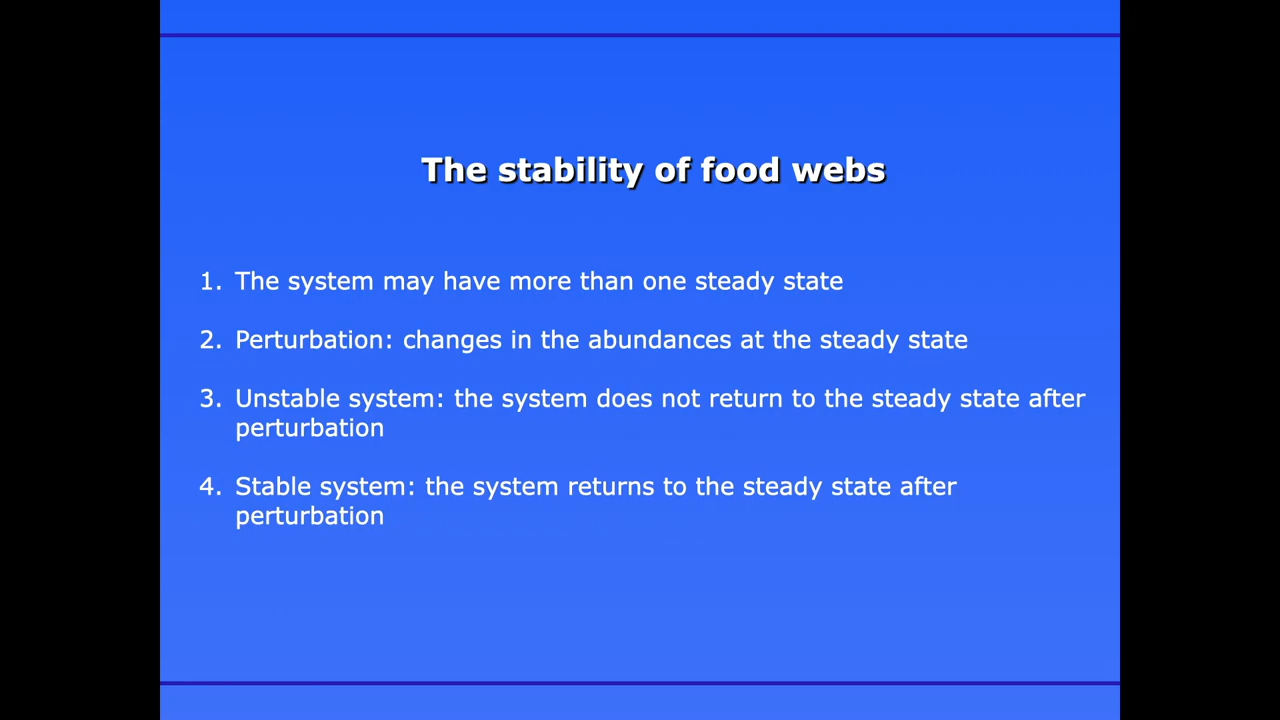 The stability of food webs
1. The system may have more than one steady state
2. Perturbation: changes in the abundances at the steady state
3. Unstable system: the system does not return to the steady state after
perturbation
4. Stable system: the system returns to the steady state after
perturbation